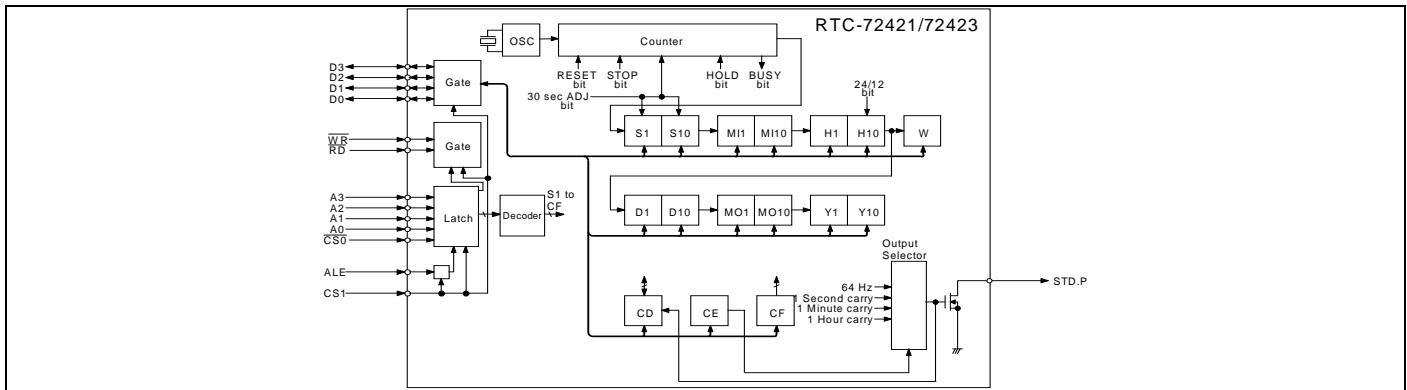 RTC-72421/72423
OSC
Counter
RESET
bit
STOP
bit
HOLD
bit
BUSY
bit
30 sec ADJ
bit
24/12
bit
D3
D2
D1
D0
Gate
WR
RD
Gate
A3
A2
A1
A0
CS0
Latch
Decoder
S1 to
CF
ALE
CS1
S1
S10
MI1
MI10
H1
H10
W
D1
D10
MO1
MO10
Y1
Y10
CD
CE
CF
Output
Selector
64 Hz
1 Second carry
1 Minute carry
1 Hour carry
STD.P